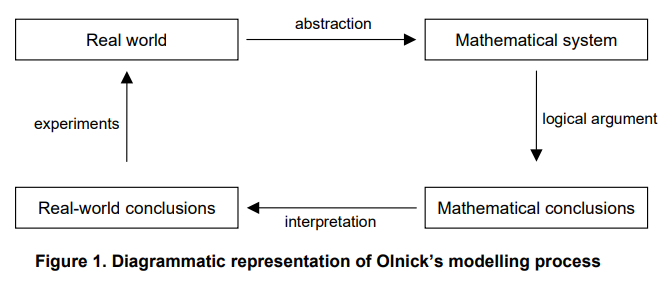 abstraction
Real world
Mathematical system
experiments
logical argument
Real-world conclusions
Mathematical conclusions
interpretation
Figure 1. Diagrammatic representation of Olnick's modelling process